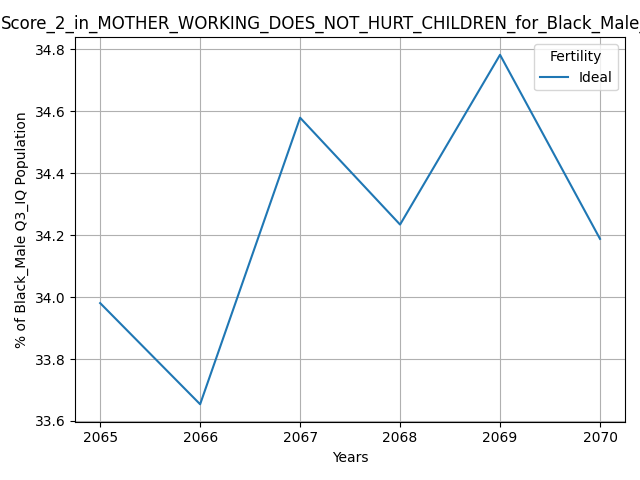 Score_2_in_MOTHER_WORKING_DOES_NOT_HURT_CHILDREN_for_Black_Male_
34.8
34.6
34.4
34.2
34.0
33.8
33.6
% of Black_Male Q3_IQ Population
Fertility
Ideal
2065 2066 2067 2068 2069 2070
Years